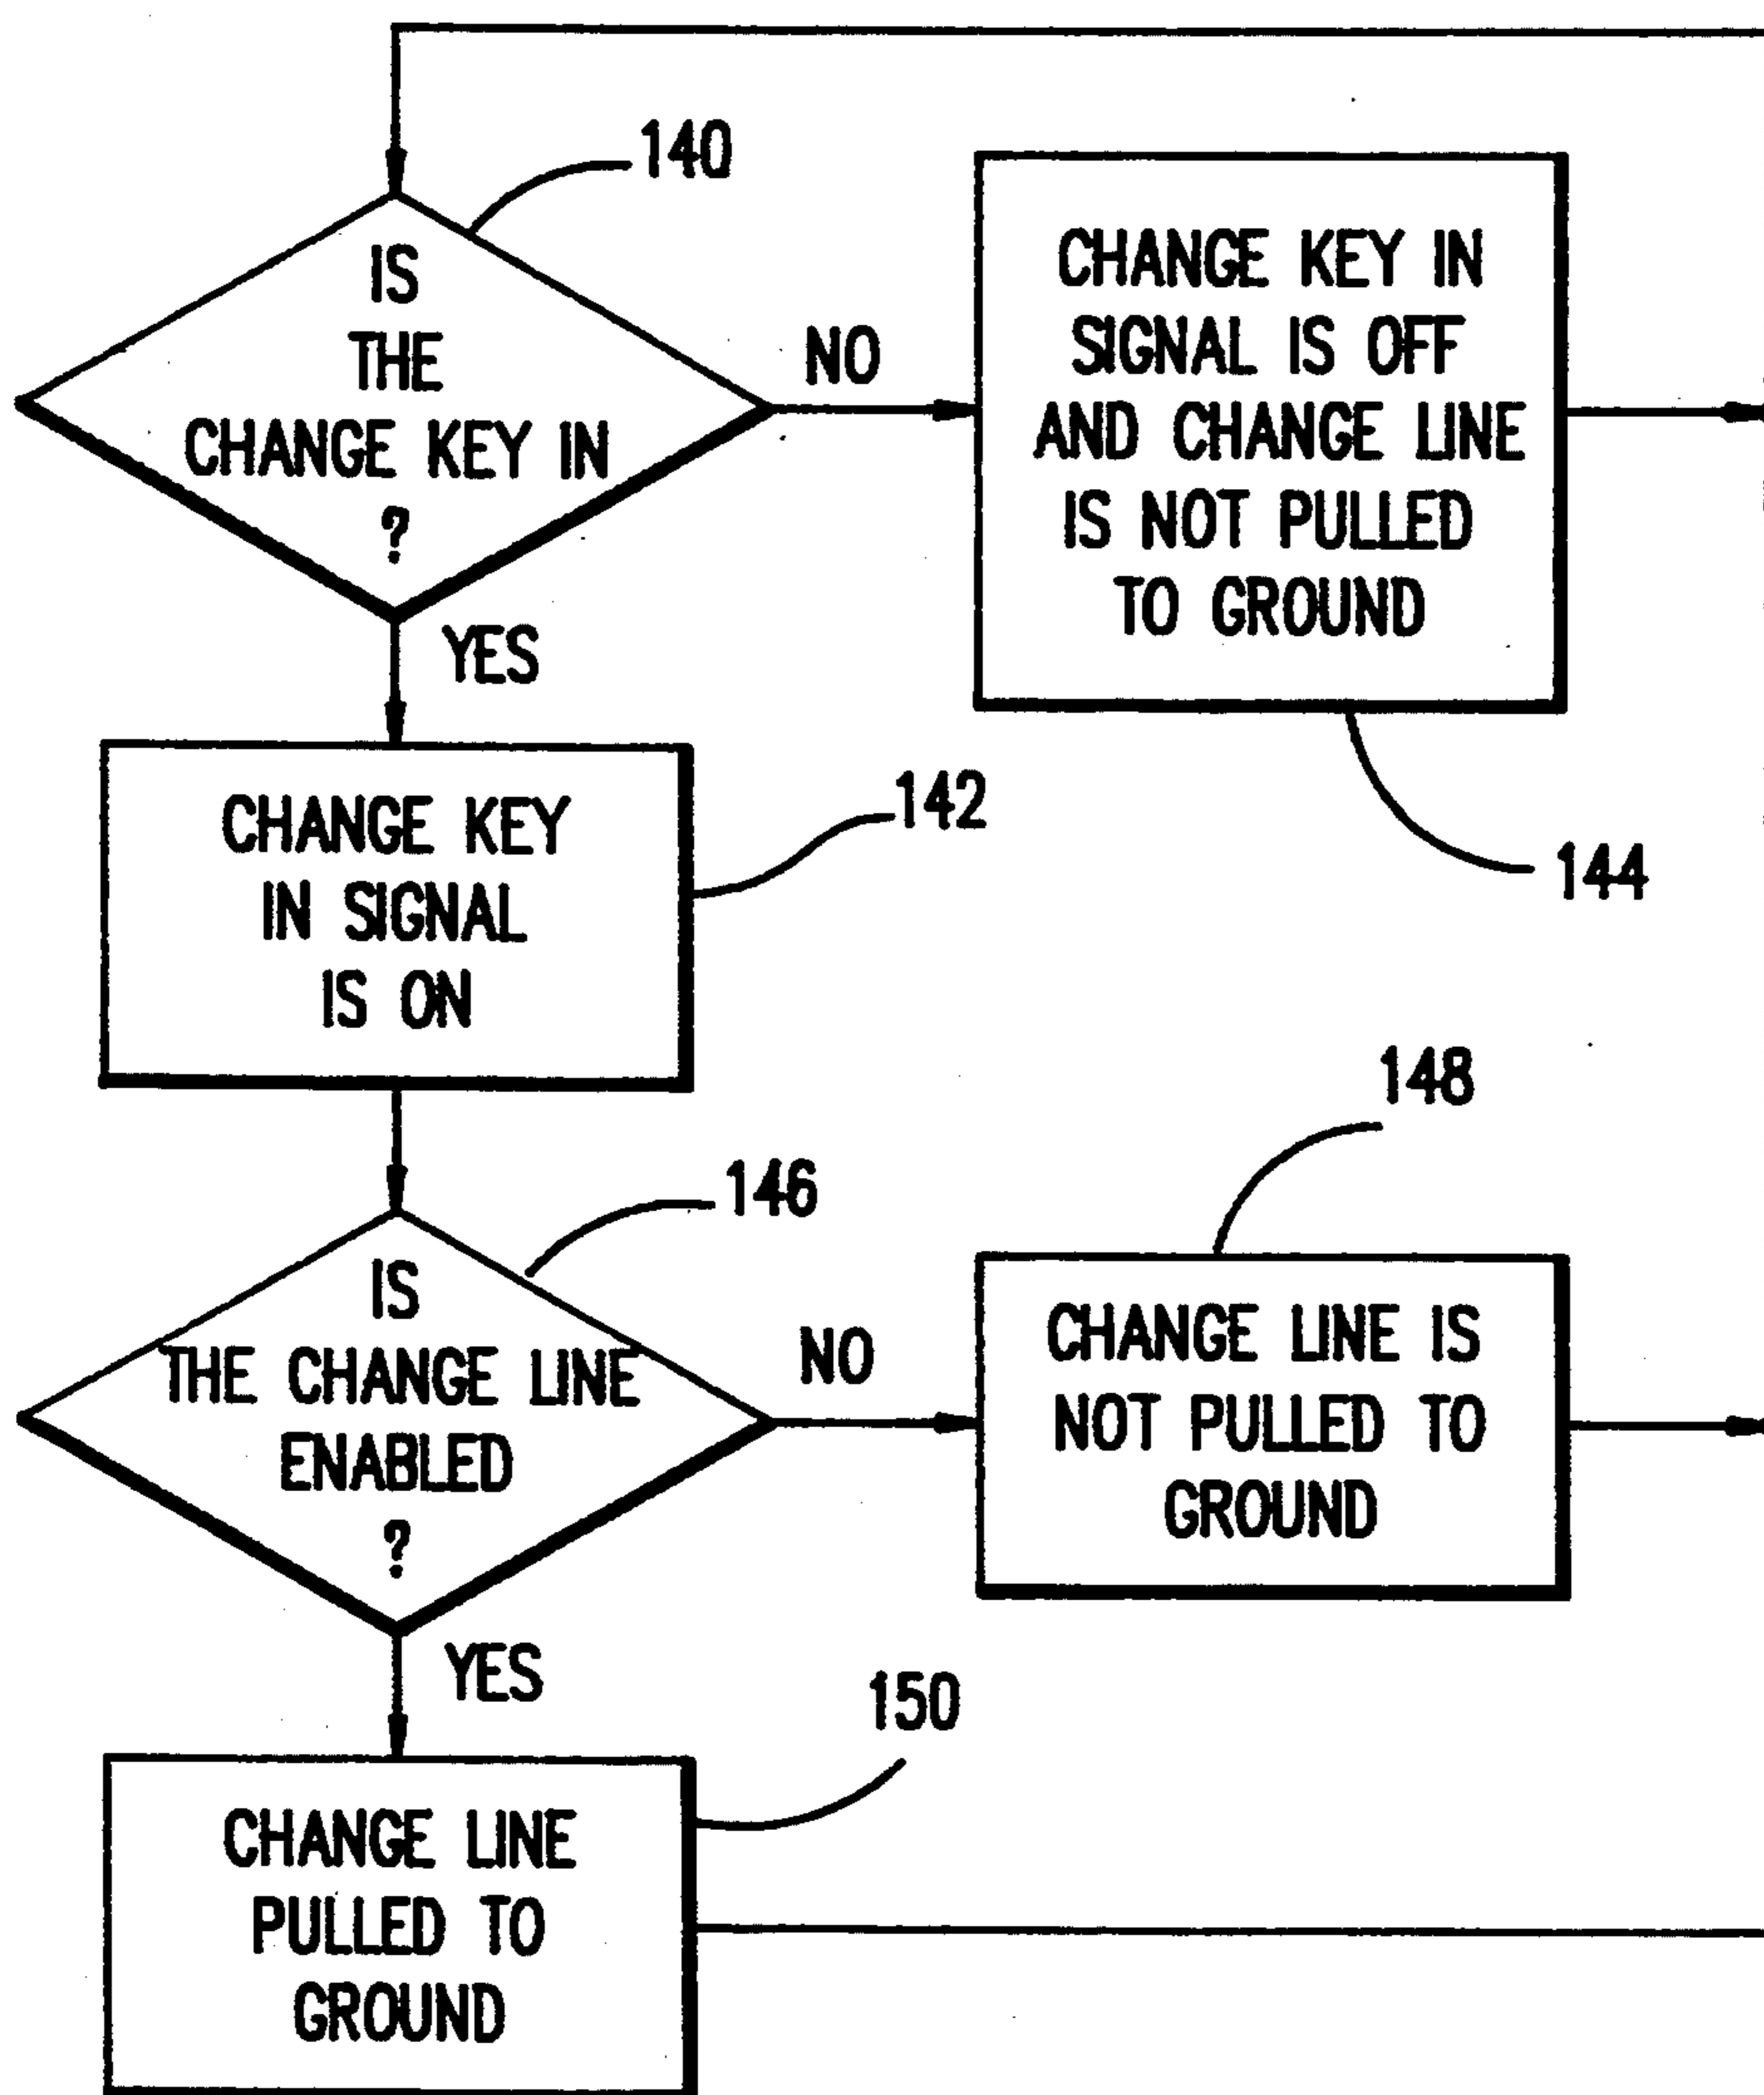 140
IS
THE
CHANGE KEY IN
?
NO
CHANGE KEY IN
SIGNAL IS OFF
AND CHANGE LINE
IS NOT PULLED
TO GROUND
144
YES
CHANGE KEY
IN SIGNAL
IS ON
142
146
IS
THE CHANGE LINE
ENABLED
?
NO
148
CHANGE LINE IS
NOT PULLED TO
GROUND
YES
150
CHANGE LINE
PULLED TO
GROUND